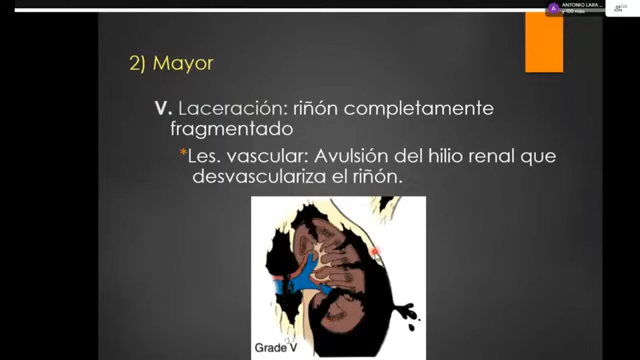 ANTONIO LARA ...
2) Mayor
V. Laceración: riñón completamente
fragmentado
*Les. vascular: Avulsión del hilio renal que
desvasculariza el riñón.
Grade V